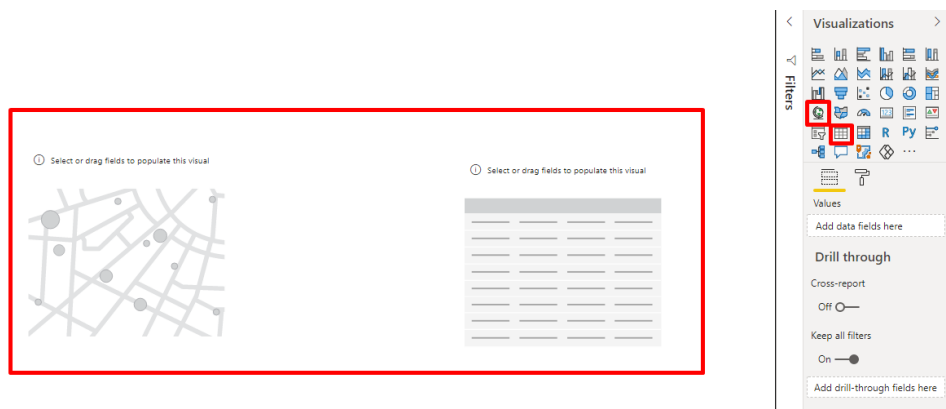 Visualizations
Filters
R Py
123
Select or drag fields to populate this visual
Select or drag fields to populate this visual
Values
Add data fields here
Drill through
Cross-report
Off
Keep all filters
On
Add drill-through fields here